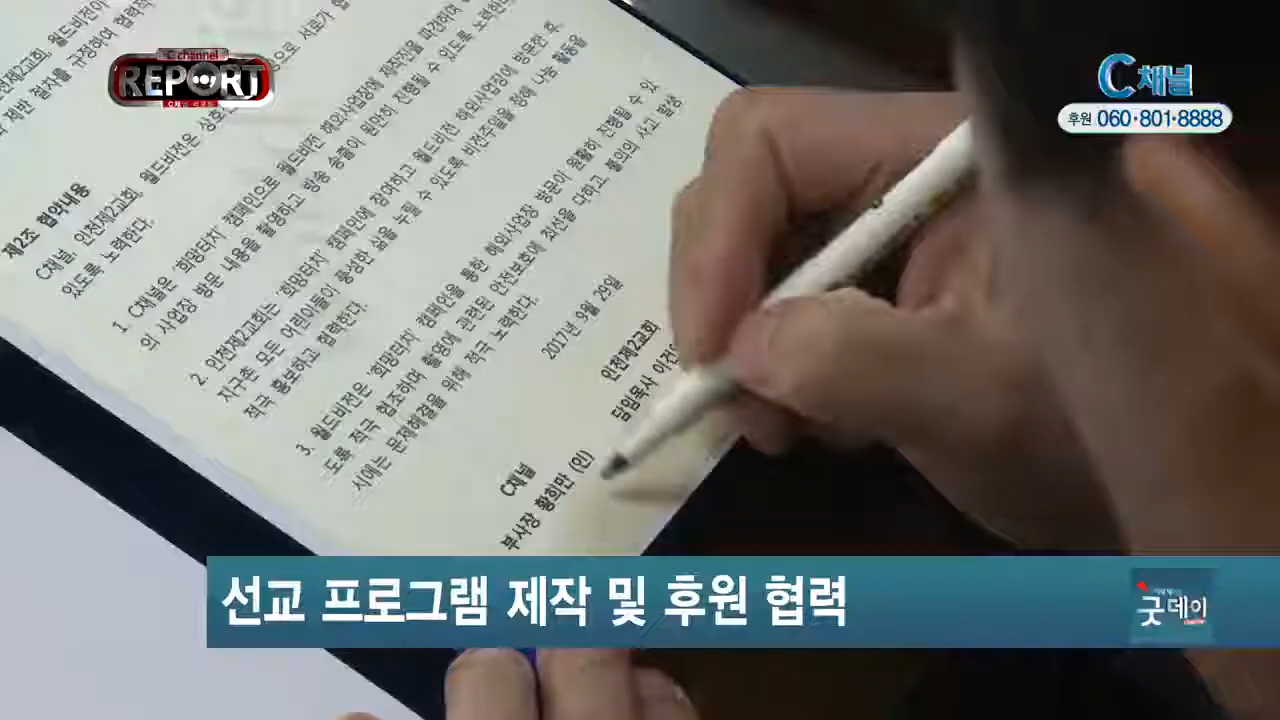 C channel
REPORT
C채널 리포트
C채널
후원 060·801·8888
제2조 협약내용
C채널, 인천제2교회, 월드비전은 상호
있도록 노력한다.
1. C채널은 '희망터치' 캠페인으로 월드비전 해외사업장에 제작진을 파견하여
의 사업장 방문 내용을 촬영하고 방송 송출이 원만히 진행될 수 있도록 노력한
2. 인천제2교회는 '희망터치' 캠페인에 참여하고 월드비전 해외사업장에 방문한 후,
지구촌 모든 어린이들이 풍성한 삶을 누릴 수 있도록 비전주일을 정해 나눔 활동을
적극 홍보하고 협력한다.
3. 월드비전은 '희망터치' 캠페인을 통한 해외사업장 방문이 원활히 진행될 수 있
도록 적극 협조하며 촬영에 관련된 안전보호에 최선을 다하고, 불의의 사고 발생
시에는 문제해결을 위해 적극 노력한다.
2017년 9월 29일
인천제2교회
담임목사 이건
C채널
부사장 황희만 (인)
선교 프로그램 제작 및 후원 협력
굿데이